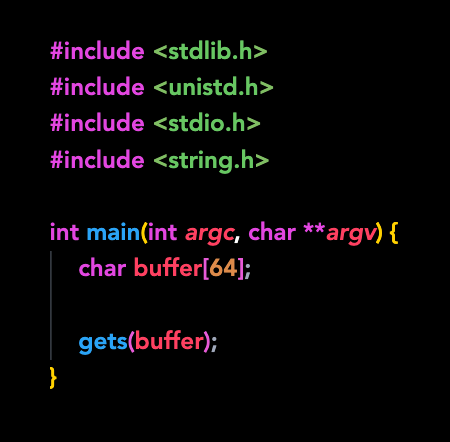 #include <stdlib.h>
#include <unistd.h>
#include <stdio.h>
#include <string.h>
int main(int argc, char **argv) {
char buffer[64];
gets(buffer);
}